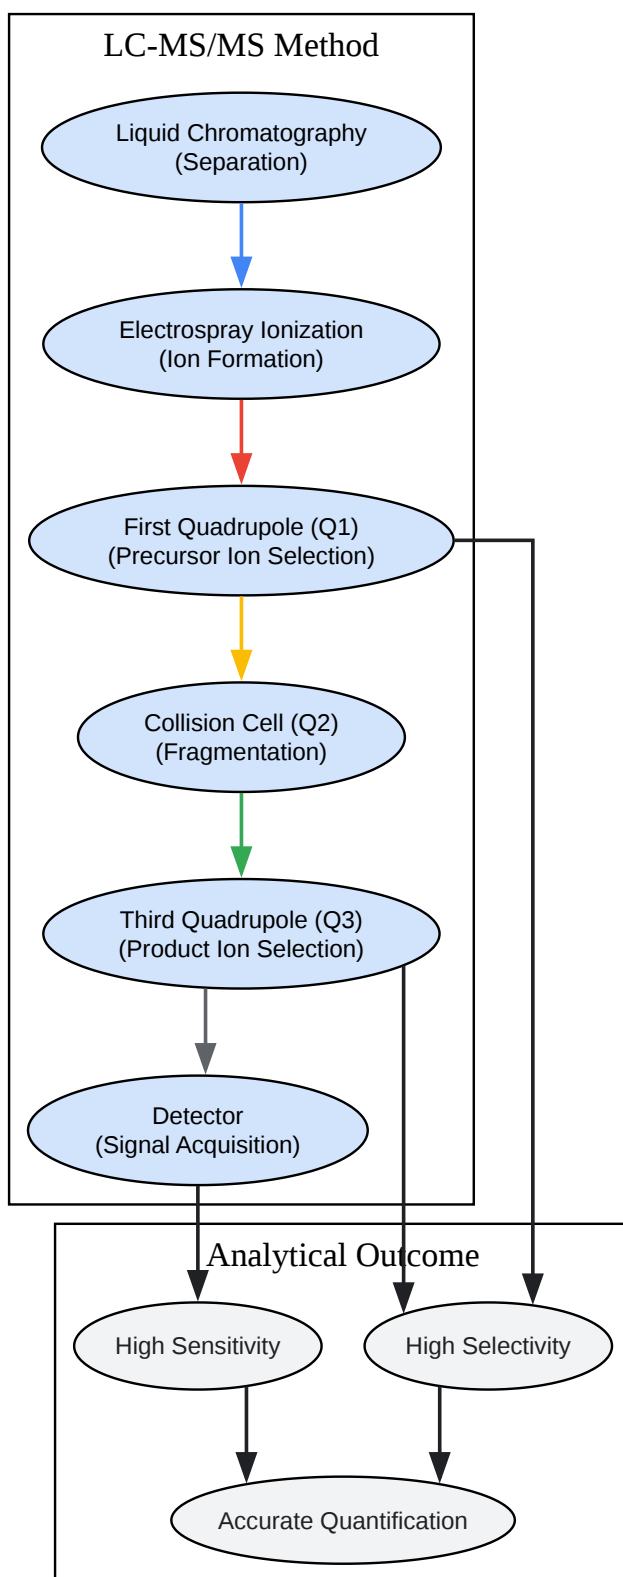 LC-MS/MS Method
Liquid Chromatography
(Separation)
Electrospray Ionization
(Ion Formation)
First Quadrupole (Q1)
(Precursor Ion Selection)
Collision Cell (Q2)
(Fragmentation)
Third Quadrupole (Q3)
(Product Ion Selection)
Detector
(Signal Acquisition)
Analytical Outcome
High Sensitivity
High Selectivity
Accurate Quantification